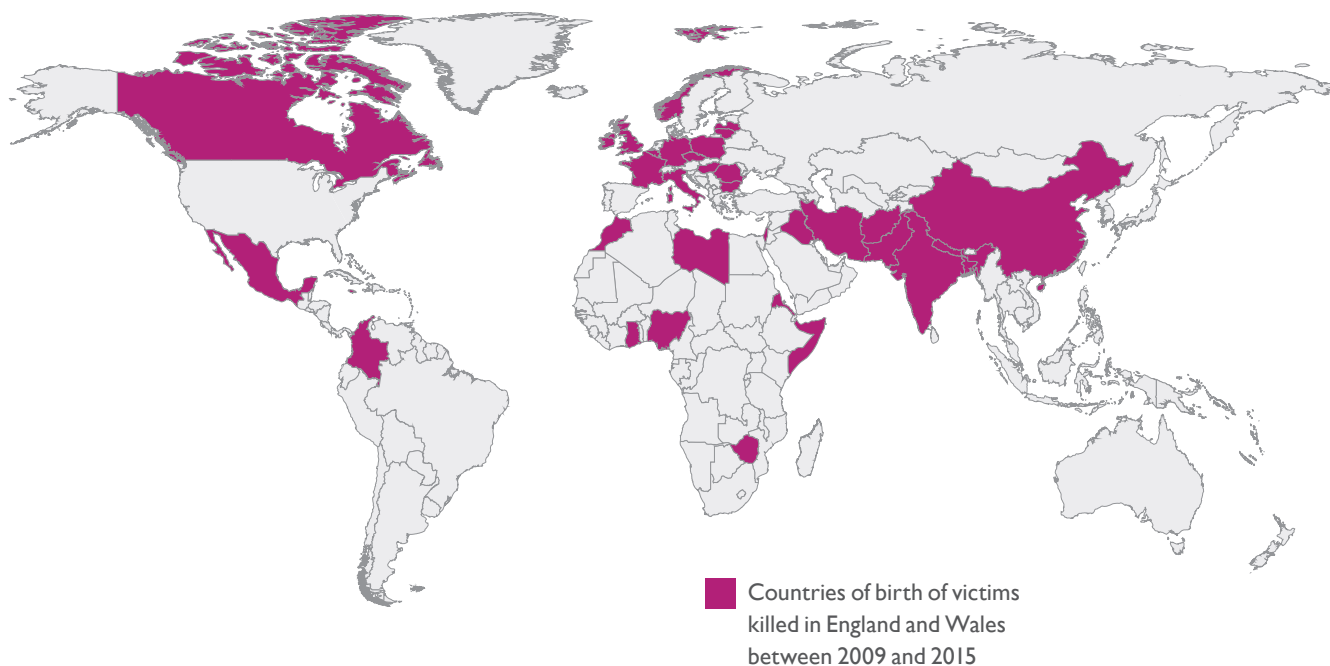 Countries of birth of victims
killed in England and Wales
between 2009 and 2015